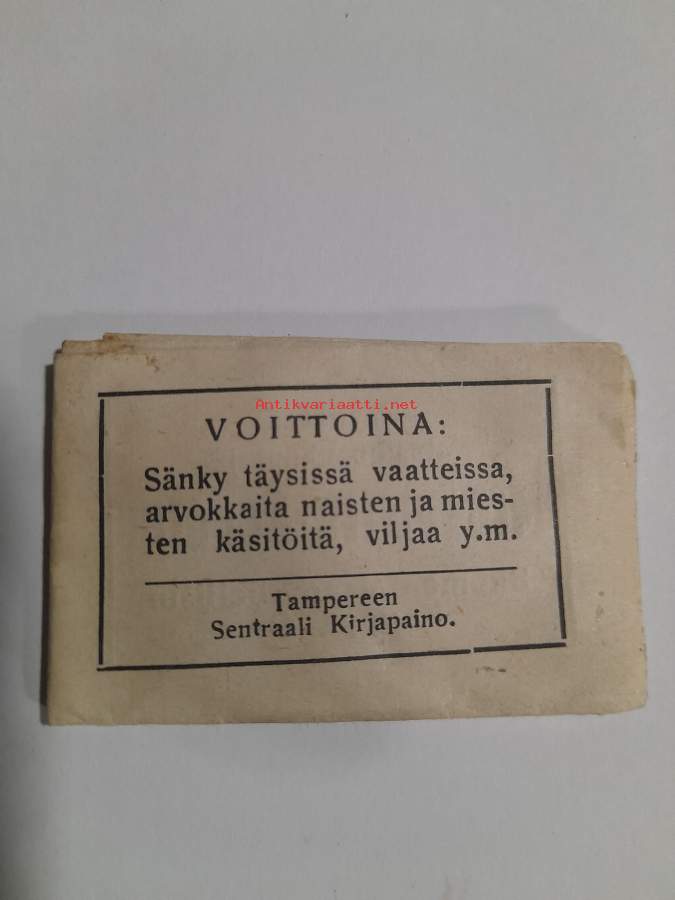 Antikvariaatti.net
VOITTOINA:
Sänky täysissä vaatteissa,
arvokkaita naisten ja mies-
ten käsitöitä, viljaa y.m.
Tampereen
Sentraali Kirjapaino.